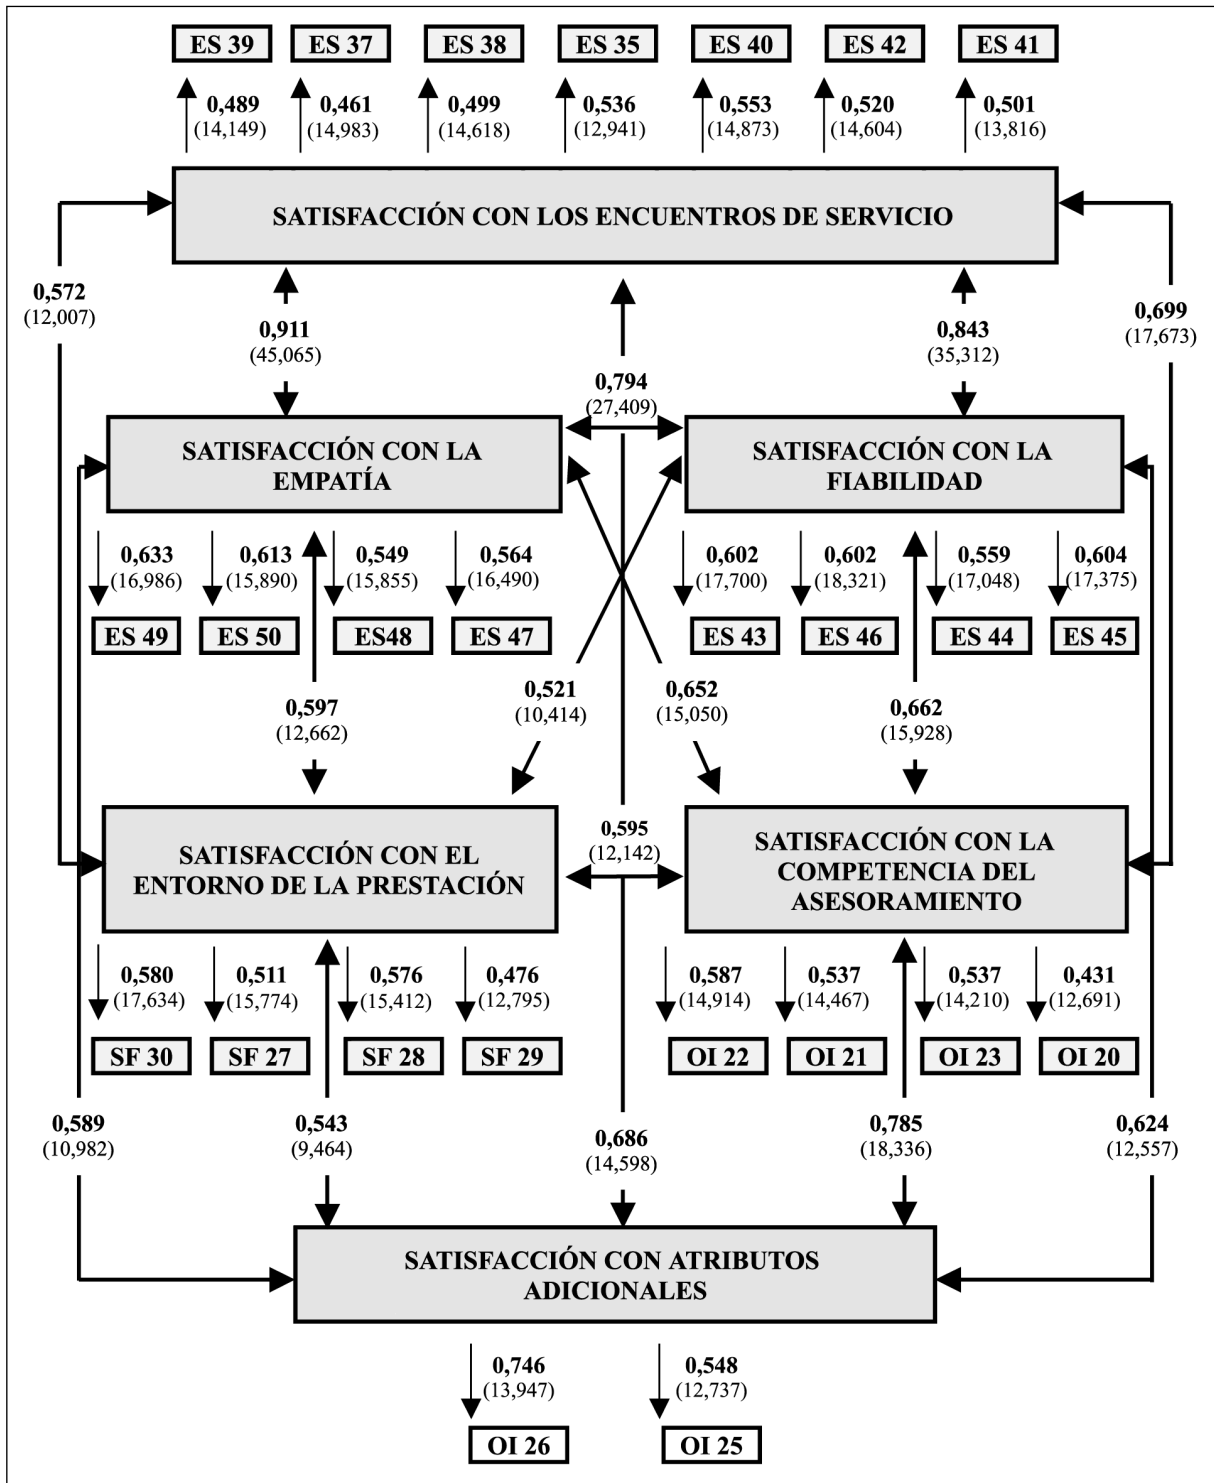 ES 39 ES 37 ES 38 ES 35 ES 40 ES 42 ES 41
0,489 0,461 0,499 0,536 0,553 0,520 0,501
(14,149) (14,983) (14,618) (12,941) (14,873) (14,604) (13,816)
SATISFACCIÓN CON LOS ENCUENTROS DE SERVICIO
0,572
(12,007)
0,911
(45,065)
0,843
(35,312)
0,699
(17,673)
0,794
(27,409)
SATISFACCIÓN CON LA
EMPATÍA
SATISFACCIÓN CON LA
FIABILIDAD
0,633 0,613 0,549 0,564
(16,986) (15,890) (15,855) (16,490)
ES 49 ES 50 ES48 ES 47
0,602 0,602 0,559 0,604
(17,700) (18,321) (17,048) (17,375)
ES 43 ES 46 ES 44 ES 45
0,597
(12,662)
0,521
(10,414)
0,652
(15,050)
0,662
(15,928)
SATISFACCIÓN CON EL
ENTORNO DE LA PRESTACIÓN
0,595
(12,142)
SATISFACCIÓN CON LA
COMPETENCIA DEL
ASESORAMIENTO
0,580 0,511 0,576 0,476
(17,634) (15,774) (15,412) (12,795)
SF 30 SF 27 SF 28 SF 29
0,587 0,537 0,537 0,431
(14,914) (14,467) (14,210) (12,691)
OI 22 OI 21 OI 23 OI 20
0,589
(10,982)
0,543
(9,464)
0,686
(14,598)
0,785
(18,336)
0,624
(12,557)
SATISFACCIÓN CON ATRIBUTOS
ADICIONALES
0,746 0,548
(13,947) (12,737)
OI 26 OI 25